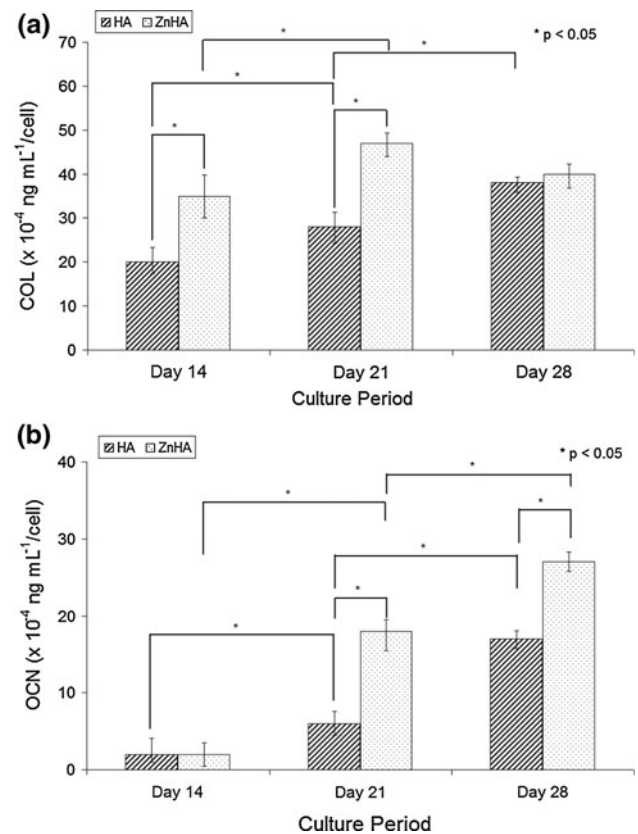 (a)
HA ZnHA
* p < 0.05
70
60
50
40
30
20
10
0
COL (x 10⁻⁴ ng mL⁻¹/cell)
*
*
*
*
*
Day 14 Day 21 Day 28
Culture Period
(b)
HA ZnHA
* p < 0.05
40
30
20
10
0
OCN (x 10⁻⁴ ng mL⁻¹/cell)
*
*
*
*
*
*
Day 14 Day 21 Day 28
Culture Period